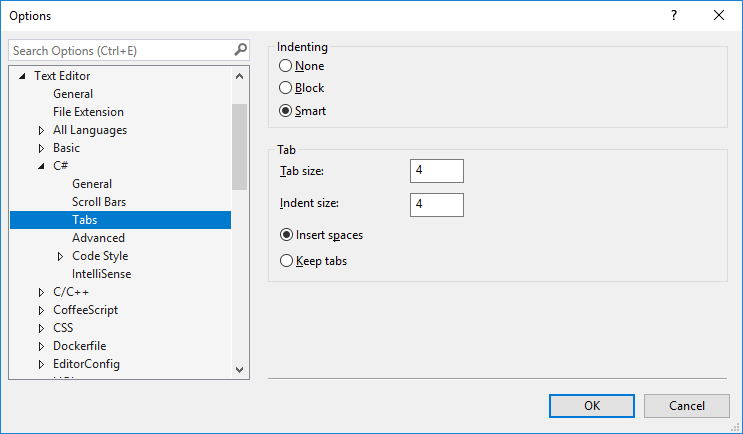 Options
?
Search Options (Ctrl+E)
Text Editor
General
File Extension
All Languages
Basic
C#
General
Scroll Bars
Tabs
Advanced
Code Style
IntelliSense
C/C++
CoffeeScript
CSS
Dockerfile
EditorConfig
Indenting
None
Block
Smart
Tab
Tab size: 4
Indent size: 4
Insert spaces
Keep tabs
OK Cancel